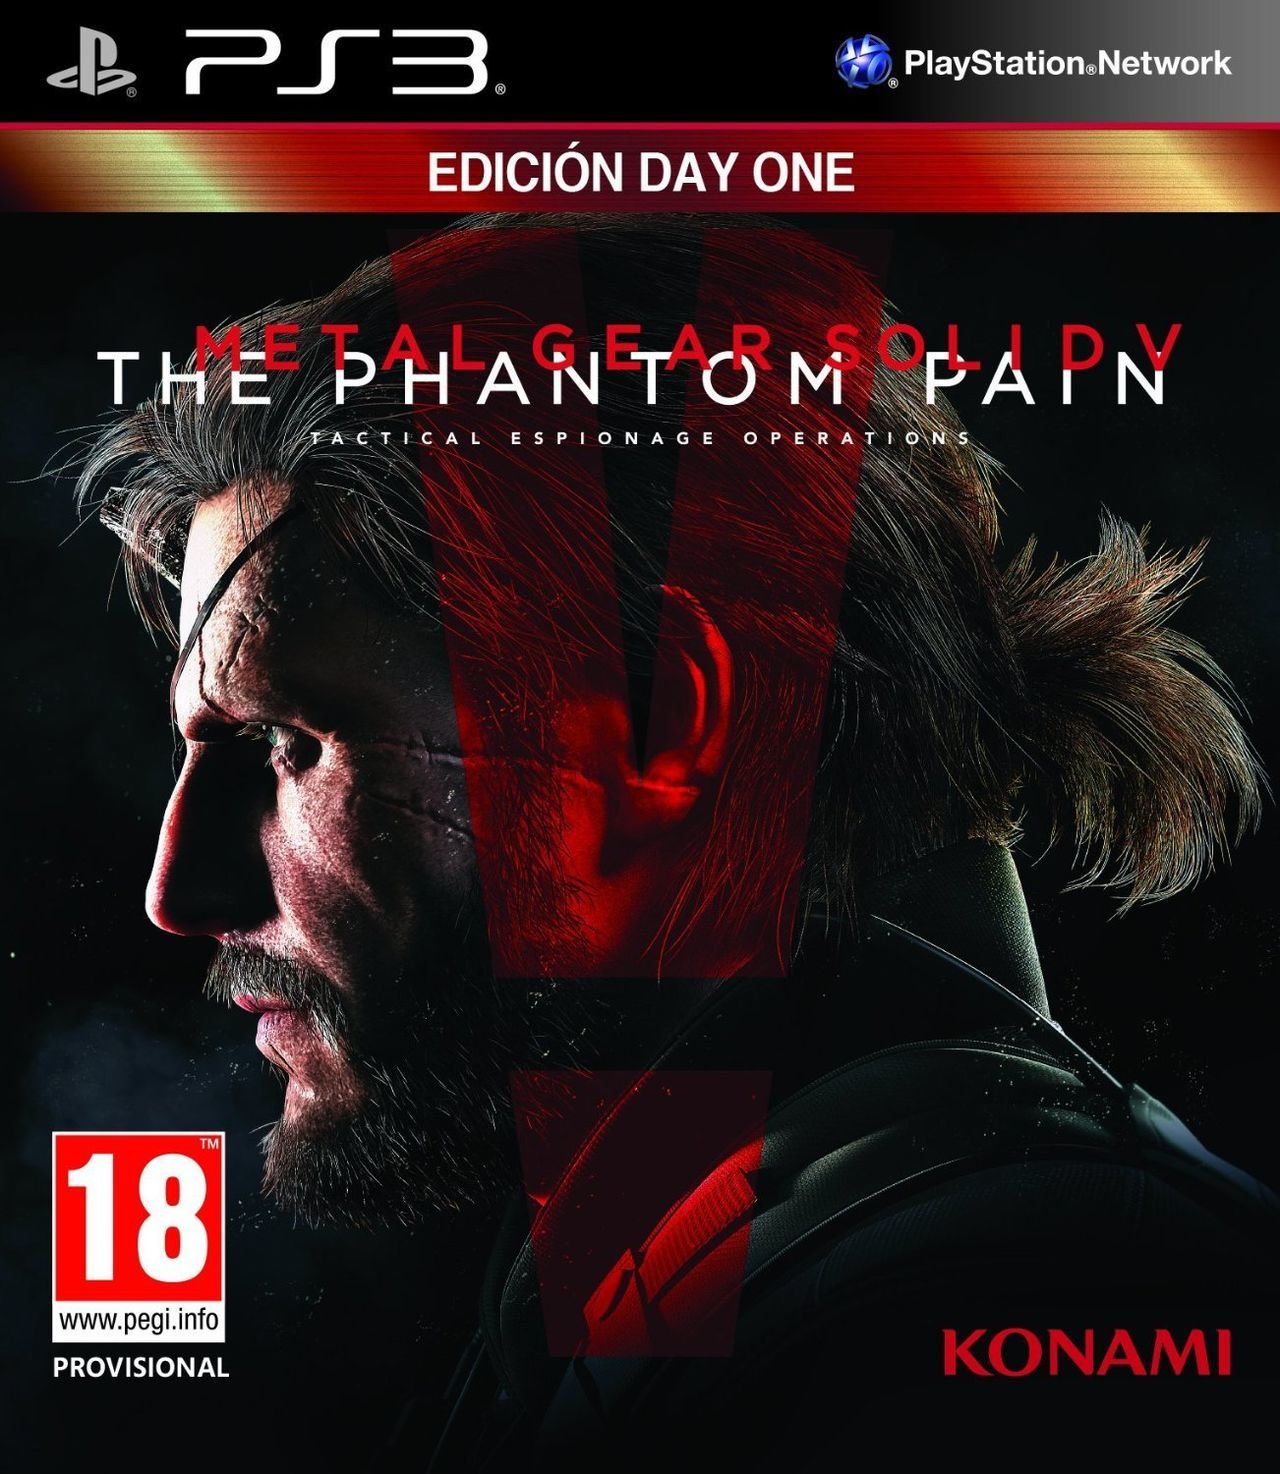 PS3
PlayStation®Network
EDICIÓN DAY ONE
METAL GEAR SOLID V
THE PHANTOM PAIN
TACTICAL ESPIONAGE OPERATIONS
18™
www.pegi.info
PROVISIONAL
KONAMI